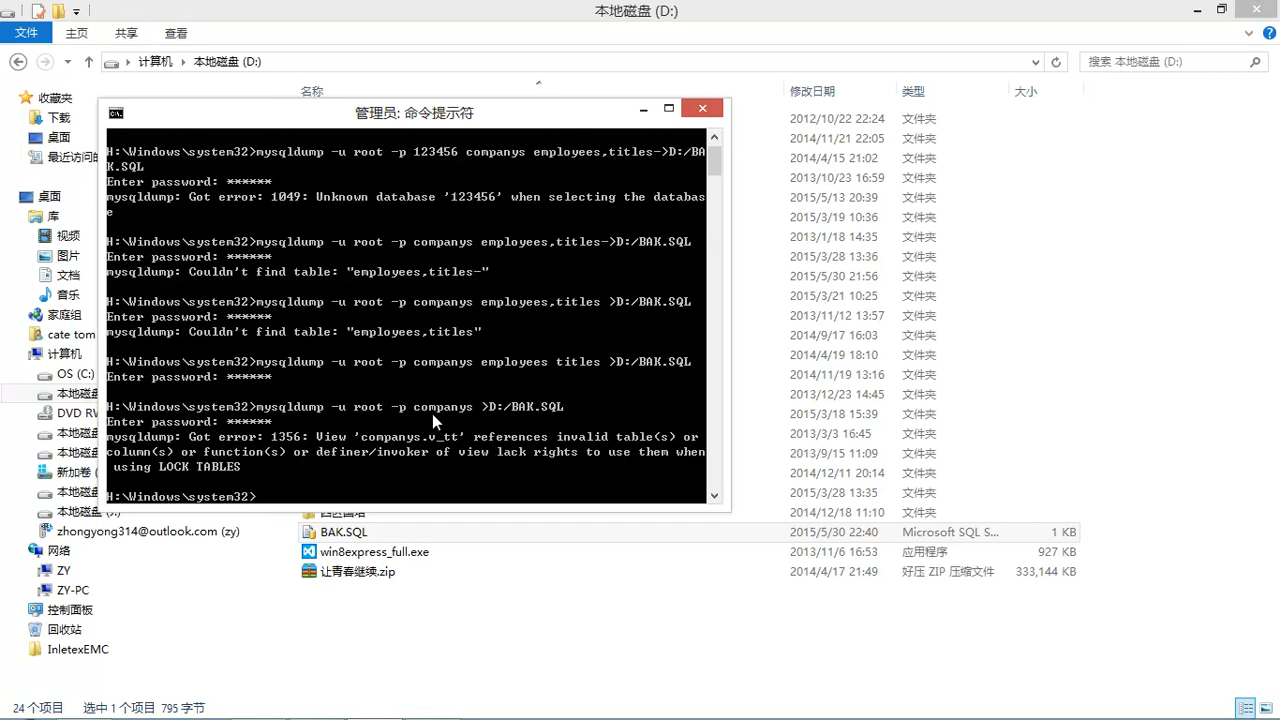 本地磁盘 (D:)
文件 主页 共享 查看
计算机 本地磁盘 (D:) 搜索 本地磁盘 (D:)
名称 修改日期 类型 大小
收藏夹
下载
桌面
最近访问的
桌面
库
视频
图片
文档
音乐
家庭组
cate tom
计算机
OS (C:)
本地磁盘
DVD RW
本地磁盘
本地磁盘
新加卷
本地磁盘
本地磁盘
zhongyong314@outlook.com (zy)
网络
ZY
ZY-PC
控制面板
回收站
InletexEMC
管理员: 命令提示符
H:\Windows\system32>mysqldump -u root -p 123456 companys employees,titles->D:/BA
K.SQL
Enter password: ******
mysqldump: Got error: 1049: Unknown database '123456' when selecting the databas
e
H:\Windows\system32>mysqldump -u root -p companys employees,titles->D:/BAK.SQL
Enter password: ******
mysqldump: Couldn't find table: "employees,titles-"
H:\Windows\system32>mysqldump -u root -p companys employees,titles >D:/BAK.SQL
Enter password: ******
mysqldump: Couldn't find table: "employees,titles"
H:\Windows\system32>mysqldump -u root -p companys employees titles >D:/BAK.SQL
Enter password: ******
H:\Windows\system32>mysqldump -u root -p companys >D:/BAK.SQL
Enter password: ******
mysqldump: Got error: 1356: View 'companys.v_tt' references invalid table(s) or
column(s) or function(s) or definer/invoker of view lack rights to use them when
using LOCK TABLES
H:\Windows\system32>
2012/10/22 22:24 文件夹
2014/11/21 22:05 文件夹
2014/4/15 21:02 文件夹
2013/10/23 16:59 文件夹
2015/5/13 20:39 文件夹
2015/3/19 10:36 文件夹
2013/1/18 14:35 文件夹
2013/3/28 13:36 文件夹
2015/5/30 21:56 文件夹
2015/3/21 10:25 文件夹
2013/11/12 13:57 文件夹
2014/9/17 16:03 文件夹
2014/4/19 18:10 文件夹
2014/11/19 13:16 文件夹
2013/12/23 14:45 文件夹
2015/3/18 15:39 文件夹
2013/3/3 16:45 文件夹
2013/9/15 11:09 文件夹
2014/12/11 20:14 文件夹
2015/3/28 13:35 文件夹
2014/12/18 11:10 文件夹
BAK.SQL 2015/5/30 22:40 Microsoft SQL S... 1 KB
win8express_full.exe 2013/11/6 16:53 应用程序 927 KB
让青春继续.zip 2014/4/17 21:49 好压 ZIP 压缩文件 333,144 KB
24 个项目 选中 1 个项目 795 字节